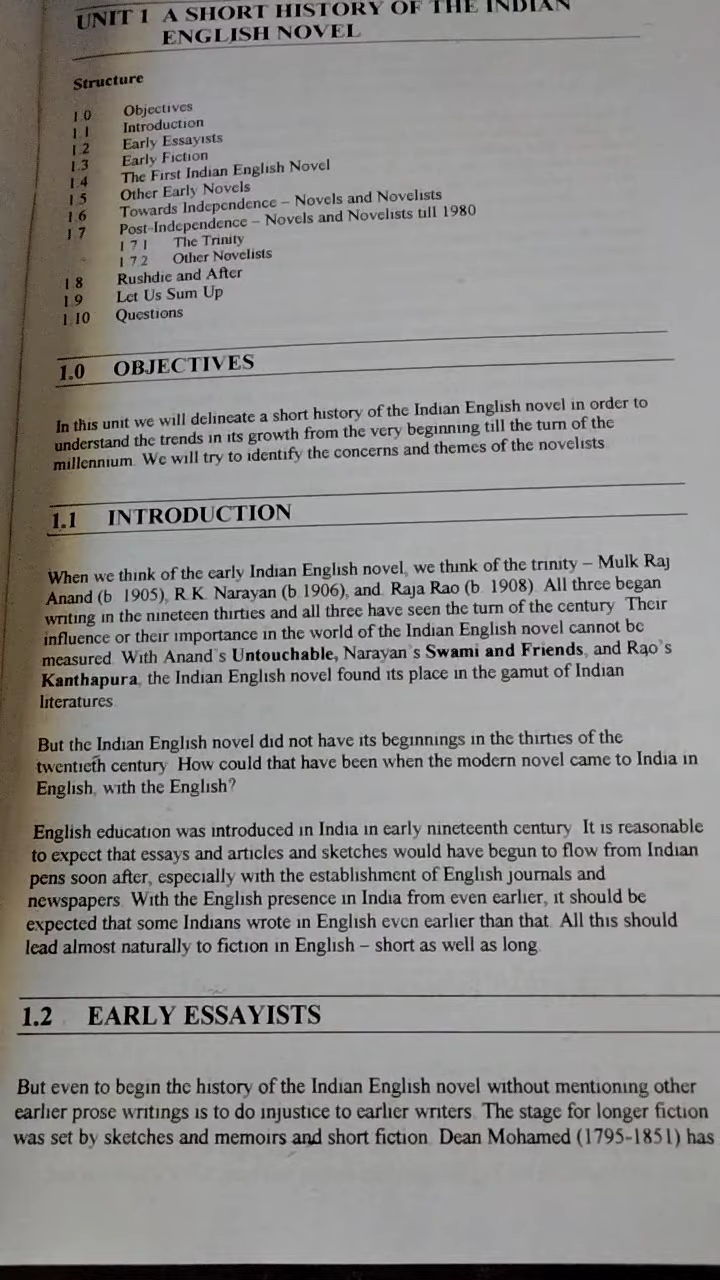 UNIT 1 A SHORT HISTORY OF THE INDIAN
ENGLISH NOVEL
Structure
1.0 Objectives
1.1 Introduction
1.2 Early Essayists
1.3 Early Fiction
1.4 The First Indian English Novel
1.5 Other Early Novels
1.6 Towards Independence – Novels and Novelists
1.7 Post-Independence – Novels and Novelists till 1980
1.7.1 The Trinity
1.7.2 Other Novelists
1.8 Rushdie and After
1.9 Let Us Sum Up
1.10 Questions
1.0 OBJECTIVES
In this unit we will delineate a short history of the Indian English novel in order to
understand the trends in its growth from the very beginning till the turn of the
millennium. We will try to identify the concerns and themes of the novelists.
1.1 INTRODUCTION
When we think of the early Indian English novel, we think of the trinity – Mulk Raj
Anand (b. 1905), R.K. Narayan (b. 1906), and Raja Rao (b. 1908). All three began
writing in the nineteen thirties and all three have seen the turn of the century. Their
influence or their importance in the world of the Indian English novel cannot be
measured. With Anand's Untouchable, Narayan's Swami and Friends, and Rao's
Kanthapura, the Indian English novel found its place in the gamut of Indian
literatures.
But the Indian English novel did not have its beginnings in the thirties of the
twentieth century. How could that have been when the modern novel came to India in
English, with the English?
English education was introduced in India in early nineteenth century. It is reasonable
to expect that essays and articles and sketches would have begun to flow from Indian
pens soon after, especially with the establishment of English journals and
newspapers. With the English presence in India from even earlier, it should be
expected that some Indians wrote in English even earlier than that. All this should
lead almost naturally to fiction in English – short as well as long.
1.2 EARLY ESSAYISTS
But even to begin the history of the Indian English novel without mentioning other
earlier prose writings is to do injustice to earlier writers. The stage for longer fiction
was set by sketches and memoirs and short fiction. Dean Mohamed (1795-1851) has